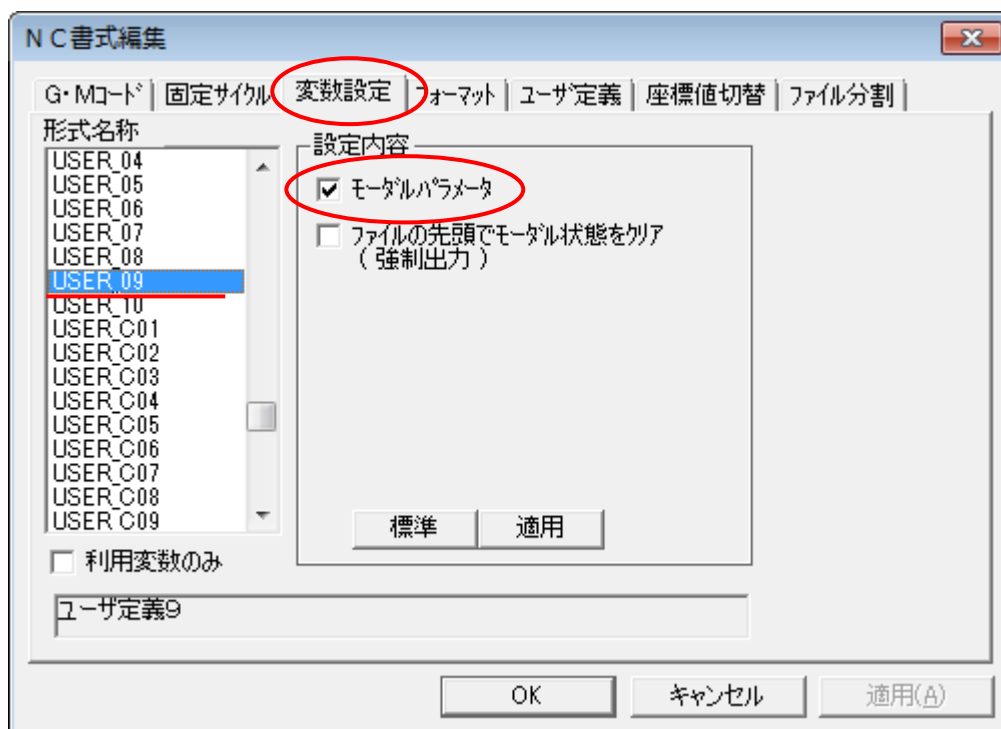 NC書式編集
G・Mコード 固定サイクル 変数設定 フォーマット ユーザ定義 座標値切替 ファイル分割
形式名称
設定内容
USER_04
USER_05
USER_06
USER_07
USER_08
USER_09
USER_10
USER_C01
USER_C02
USER_C03
USER_C04
USER_C05
USER_C06
USER_C07
USER_C08
USER_C09
モーダルパラメータ
ファイルの先頭でモーダル状態をクリア
(強制出力)
標準 適用
利用変数のみ
ユーザ定義9
OK キャンセル 適用(A)